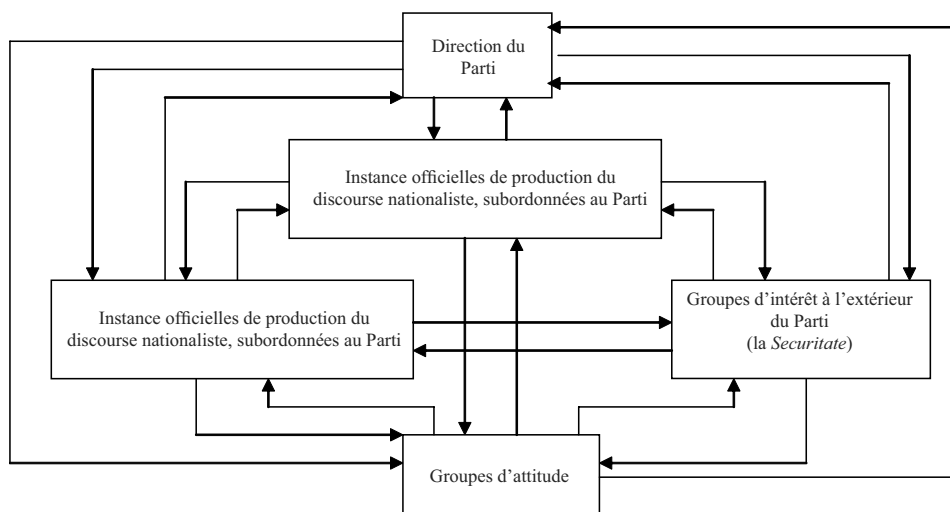 Direction du
Parti
Instance officielles de production du
discourse nationaliste, subordonnées au Parti
Instance officielles de production du
discourse nationaliste, subordonnées au Parti
Groupes d’intérêt à l’extérieur
du Parti
(la Securitate)
Groupes d’attitude